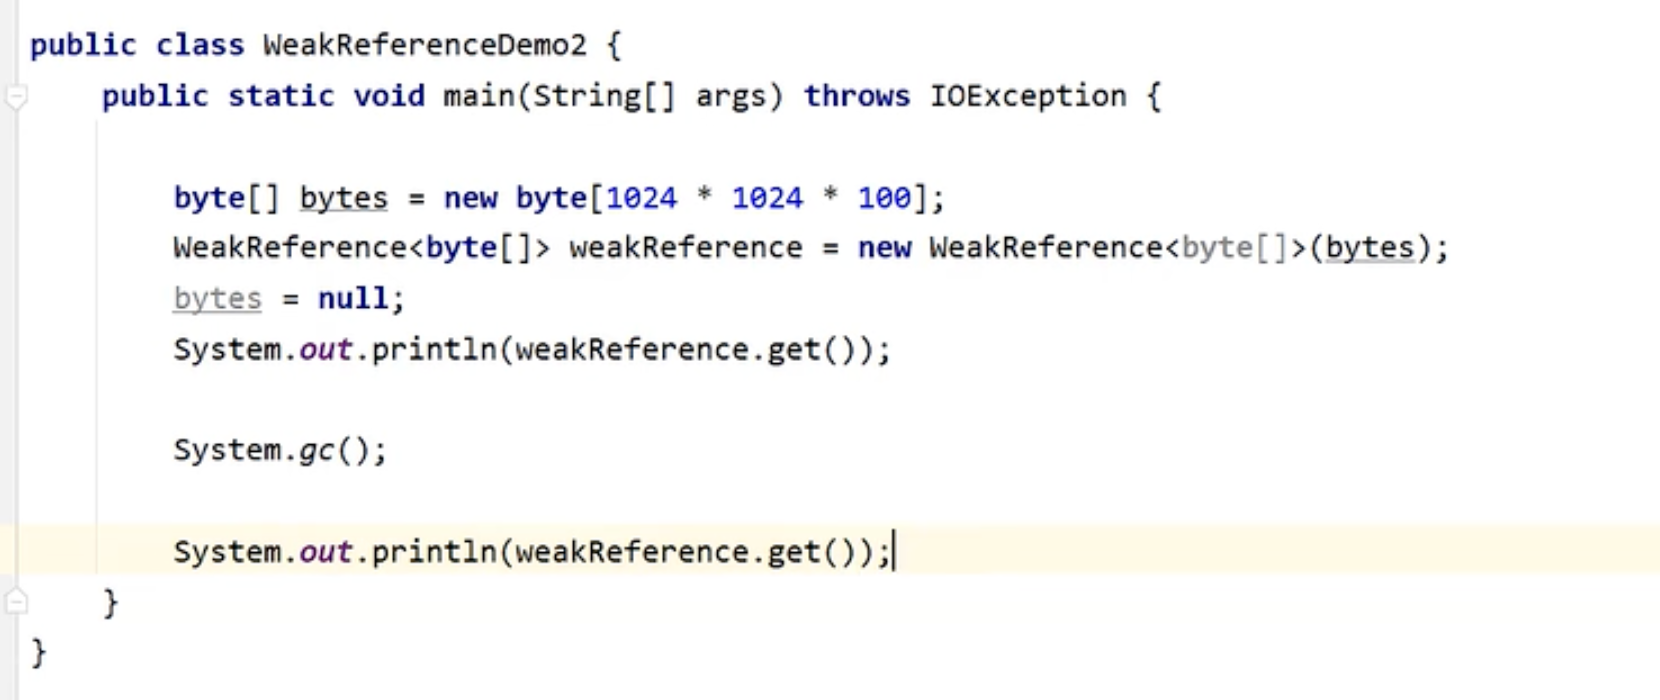 public class WeakReferenceDemo2 {
    public static void main(String[] args) throws IOException {
        byte[] bytes = new byte[1024 * 1024 * 100];
        WeakReference<byte[]> weakReference = new WeakReference<byte[]>(bytes);
        bytes = null;
        System.out.println(weakReference.get());
        System.gc();
        System.out.println(weakReference.get());
    }
}